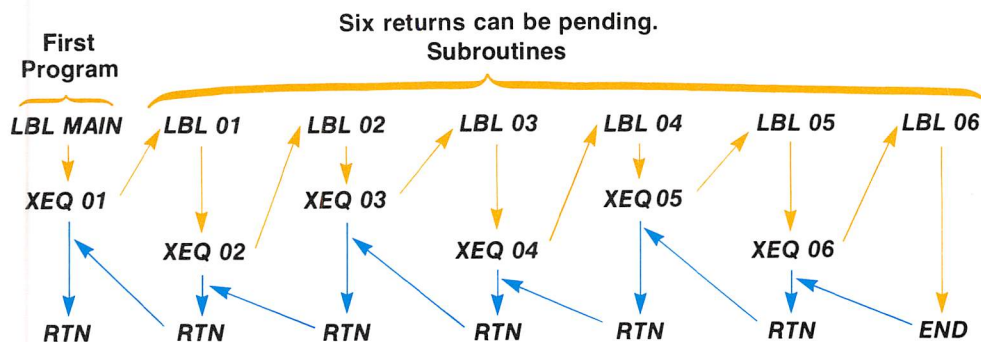 Six returns can be pending.
First
Program
Subroutines
LBL MAIN LBL 01 LBL 02 LBL 03 LBL 04 LBL 05 LBL 06
XEQ 01 XEQ 03 XEQ 05
XEQ 02 XEQ 04 XEQ 06
RTN RTN RTN RTN RTN RTN END